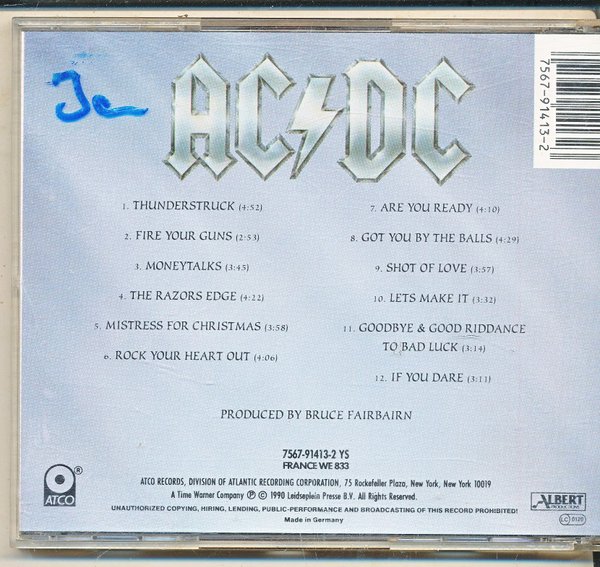 AC DC
7567-91413-2
1. THUNDERSTRUCK (4:52)
2. FIRE YOUR GUNS (2:53)
3. MONEYTALKS (3:45)
4. THE RAZORS EDGE (4:22)
5. MISTRESS FOR CHRISTMAS (3:58)
6. ROCK YOUR HEART OUT (4:06)
7. ARE YOU READY (4:10)
8. GOT YOU BY THE BALLS (4:29)
9. SHOT OF LOVE (3:57)
10. LETS MAKE IT (3:32)
11. GOODBYE & GOOD RIDDANCE
TO BAD LUCK (3:14)
12. IF YOU DARE (3:11)
PRODUCED BY BRUCE FAIRBAIRN
7567-91413-2 YS
FRANCE WE 833
ATCO RECORDS, DIVISION OF ATLANTIC RECORDING CORPORATION, 75 Rockefeller Plaza, New York, New York 10019
A Time Warner Company ℗ © 1990 Leidseplein Presse B.V. All Rights Reserved.
UNAUTHORIZED COPYING, HIRING, LENDING, PUBLIC-PERFORMANCE AND BROADCASTING OF THIS RECORD PROHIBITED!
Made in Germany
ATCO ®
ALBERT
PRODUCTIONS
LC 0120